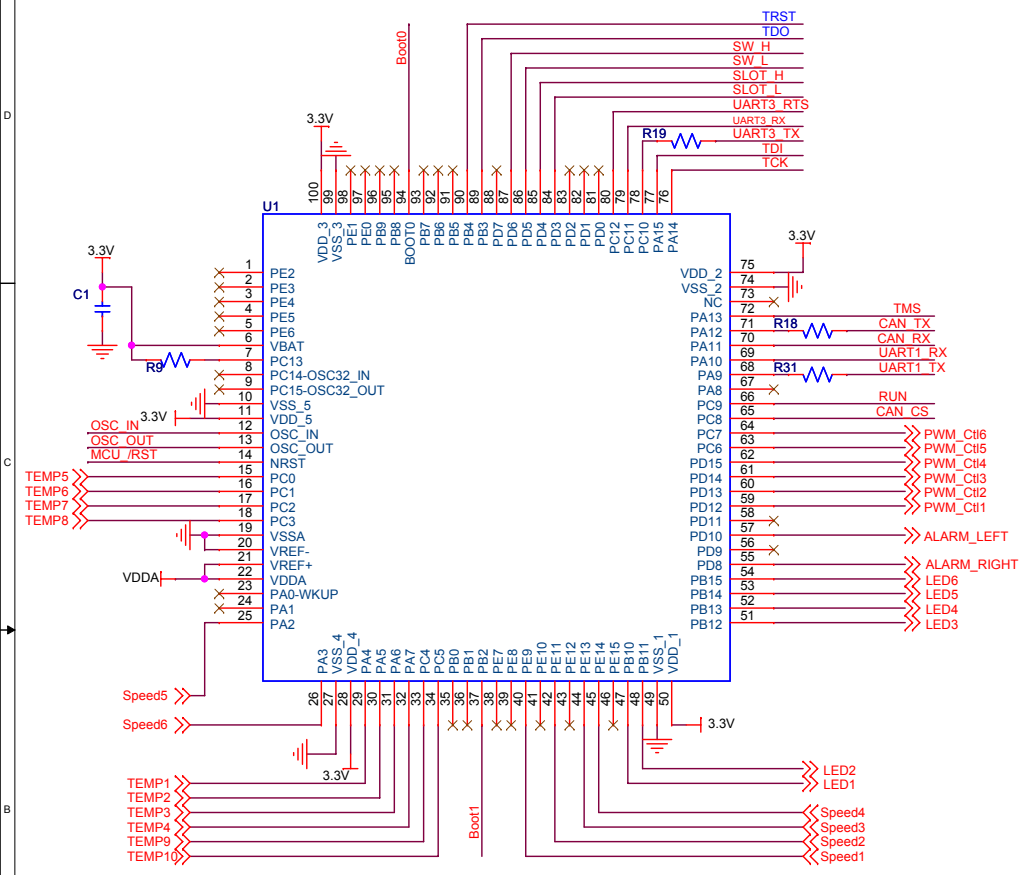 TRST
TDO
SW_H
SW_L
SLOT_H
SLOT_L
UART3_RTS
UART3_RX
R19 UART3_TX
TDI
TCK
Boot0
D
3.3V
100 99 98 97 96 95 94 93 92 91 90 89 88 87 86 85 84 83 82 81 80 79 78 77 76
U1
VDD_3 VSS_3 PE1 PE0 PB9 PB8 BOOT0 PB7 PB6 PB5 PB4 PB3 PD7 PD6 PD5 PD4 PD3 PD2 PD1 PD0 PC12 PC11 PC10 PA15 PA14
3.3V
C1
R9
1 PE2
2 PE3
3 PE4
4 PE5
5 PE6
6 VBAT
7 PC13
8 PC14-OSC32_IN
9 PC15-OSC32_OUT
10 VSS_5
3.3V 11 VDD_5
OSC_IN 12 OSC_IN
OSC_OUT 13 OSC_OUT
MCU_/RST 14 NRST
TEMP5 15 PC0
TEMP6 16 PC1
TEMP7 17 PC2
TEMP8 18 PC3
19 VSSA
20 VREF-
21 VREF+
VDDA 22 VDDA
23 PA0-WKUP
24 PA1
25 PA2
C
3.3V
VDD_2 75
VSS_2 74
NC 73
PA13 72 TMS
PA12 71 R18 CAN_TX
PA11 70 CAN_RX
PA10 69 UART1_RX
PA9 68 R31 UART1_TX
PA8 67
PC9 66 RUN
PC8 65 CAN_CS
PC7 64 PWM_Ctl6
PC6 63 PWM_Ctl5
PD15 62 PWM_Ctl4
PD14 61 PWM_Ctl3
PD13 60 PWM_Ctl2
PD12 59 PWM_Ctl1
PD11 58
PD10 57 ALARM_LEFT
PD9 56
PD8 55 ALARM_RIGHT
PB15 54 LED6
PB14 53 LED5
PB13 52 LED4
PB12 51 LED3
PA3 VSS_4 VDD_4 PA4 PA5 PA6 PA7 PC4 PC5 PB0 PB1 PB2 PE7 PE8 PE9 PE10 PE11 PE12 PE13 PE14 PE15 PB10 PB11 VSS_1 VDD_1
26 27 28 29 30 31 32 33 34 35 36 37 38 39 40 41 42 43 44 45 46 47 48 49 50
Speed5
Speed6
3.3V
3.3V
TEMP1
TEMP2
TEMP3
TEMP4
TEMP9
TEMP10
B
Boot1
LED2
LED1
Speed4
Speed3
Speed2
Speed1